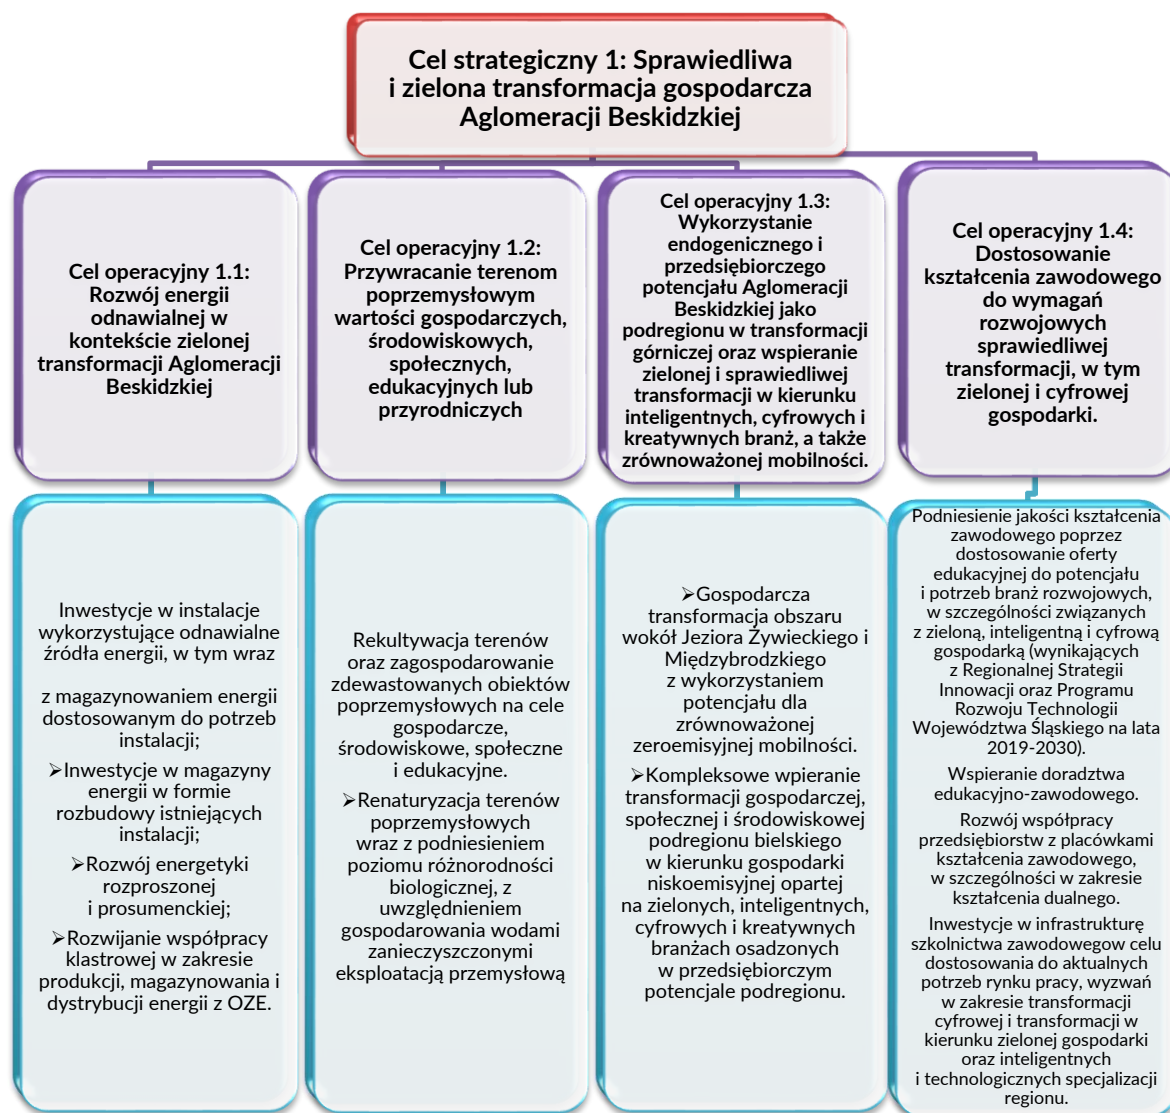 Cel strategiczny 1: Sprawiedliwa
i zielona transformacja gospodarcza
Aglomeracji Beskidzkiej
Cel operacyjny 1.1:
Rozwój energii
odnawialnej w
kontekście zielonej
transformacji Aglomeracji
Beskidzkiej
Cel operacyjny 1.2:
Przywracanie terenom
poprzemysłowym
wartości gospodarczych,
środowiskowych,
społecznych,
edukacyjnych lub
przyrodniczych
Cel operacyjny 1.3:
Wykorzystanie
endogenicznego i
przedsiębiorczego
potencjału Aglomeracji
Beskidzkiej jako
podregionu w transformacji
górniczej oraz wspieranie
zielonej i sprawiedliwej
transformacji w kierunku
inteligentnych, cyfrowych i
kreatywnych branż, a także
zrównoważonej mobilności.
Cel operacyjny 1.4:
Dostosowanie
kształcenia zawodowego
do wymagań
rozwojowych
sprawiedliwej
transformacji, w tym
zielonej i cyfrowej
gospodarki.
Inwestycje w instalacje
wykorzystujące odnawialne
źródła energii, w tym wraz
z magazynowaniem energii
dostosowanym do potrzeb
instalacji;
➢Inwestycje w magazyny
energii w formie
rozbudowy istniejących
instalacji;
➢Rozwój energetyki
rozproszonej
i prosumenckiej;
➢Rozwijanie współpracy
klastrowej w zakresie
produkcji, magazynowania i
dystrybucji energii z OZE.
Rekultywacja terenów
oraz zagospodarowanie
zdewastowanych obiektów
poprzemysłowych na cele
gospodarcze,
środowiskowe, społeczne
i edukacyjne.
➢Renaturyzacja terenów
poprzemysłowych
wraz z podniesieniem
poziomu różnorodności
biologicznej, z
uwzględnieniem
gospodarowania wodami
zanieczyszczonymi
eksploatacją przemysłową
➢Gospodarcza
transformacja obszaru
wokół Jeziora Żywieckiego i
Międzybrodzkiego
z wykorzystaniem
potencjału dla
zrównoważonej
zeroemisyjnej mobilności.
➢Kompleksowe wpieranie
transformacji gospodarczej,
społecznej i środowiskowej
podregionu bielskiego
w kierunku gospodarki
niskoemisyjnej opartej
na zielonych, inteligentnych,
cyfrowych i kreatywnych
branżach osadzonych
w przedsiębiorczym
potencjale podregionu.
Podniesienie jakości kształcenia
zawodowego poprzez
dostosowanie oferty
edukacyjnej do potencjału
i potrzeb branż rozwojowych,
w szczególności związanych
z zieloną, inteligentną i cyfrową
gospodarką (wynikających
z Regionalnej Strategii
Innowacji oraz Programu
Rozwoju Technologii
Województwa Śląskiego na lata
2019-2030).
Wspieranie doradztwa
edukacyjno-zawodowego.
Rozwój współpracy
przedsiębiorstw z placówkami
kształcenia zawodowego,
w szczególności w zakresie
kształcenia dualnego.
Inwestycje w infrastrukturę
szkolnictwa zawodowegow celu
dostosowania do aktualnych
potrzeb rynku pracy, wyzwań
w zakresie transformacji
cyfrowej i transformacji w
kierunku zielonej gospodarki
oraz inteligentnych
i technologicznych specjalizacji
regionu.